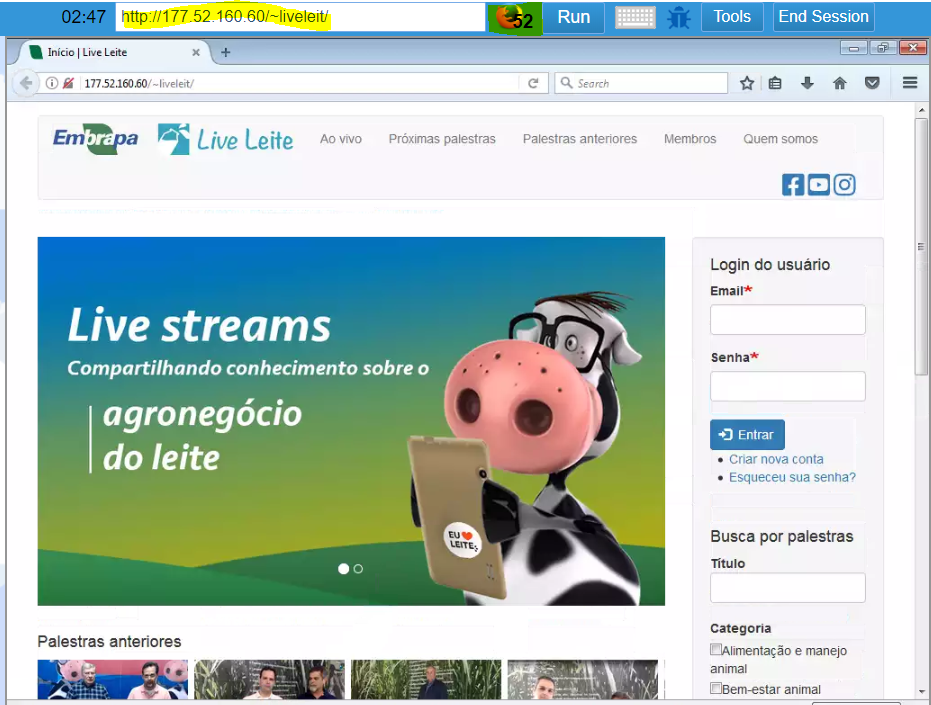 02:47 http://177.52.160.60/~liveleit/ 52 Run Tools End Session
Início | Live Leite
177.52.160.60/~liveleit/ Search
Embrapa Live Leite Ao vivo Próximas palestras Palestras anteriores Membros Quem somos
Live streams
Compartilhando conhecimento sobre o
agronegócio
do leite
EU
LEITE
Login do usuário
Email*
Senha*
Entrar
Criar nova conta
Esqueceu sua senha?
Busca por palestras
Título
Categoria
Alimentação e manejo
animal
Bem-estar animal
Palestras anteriores